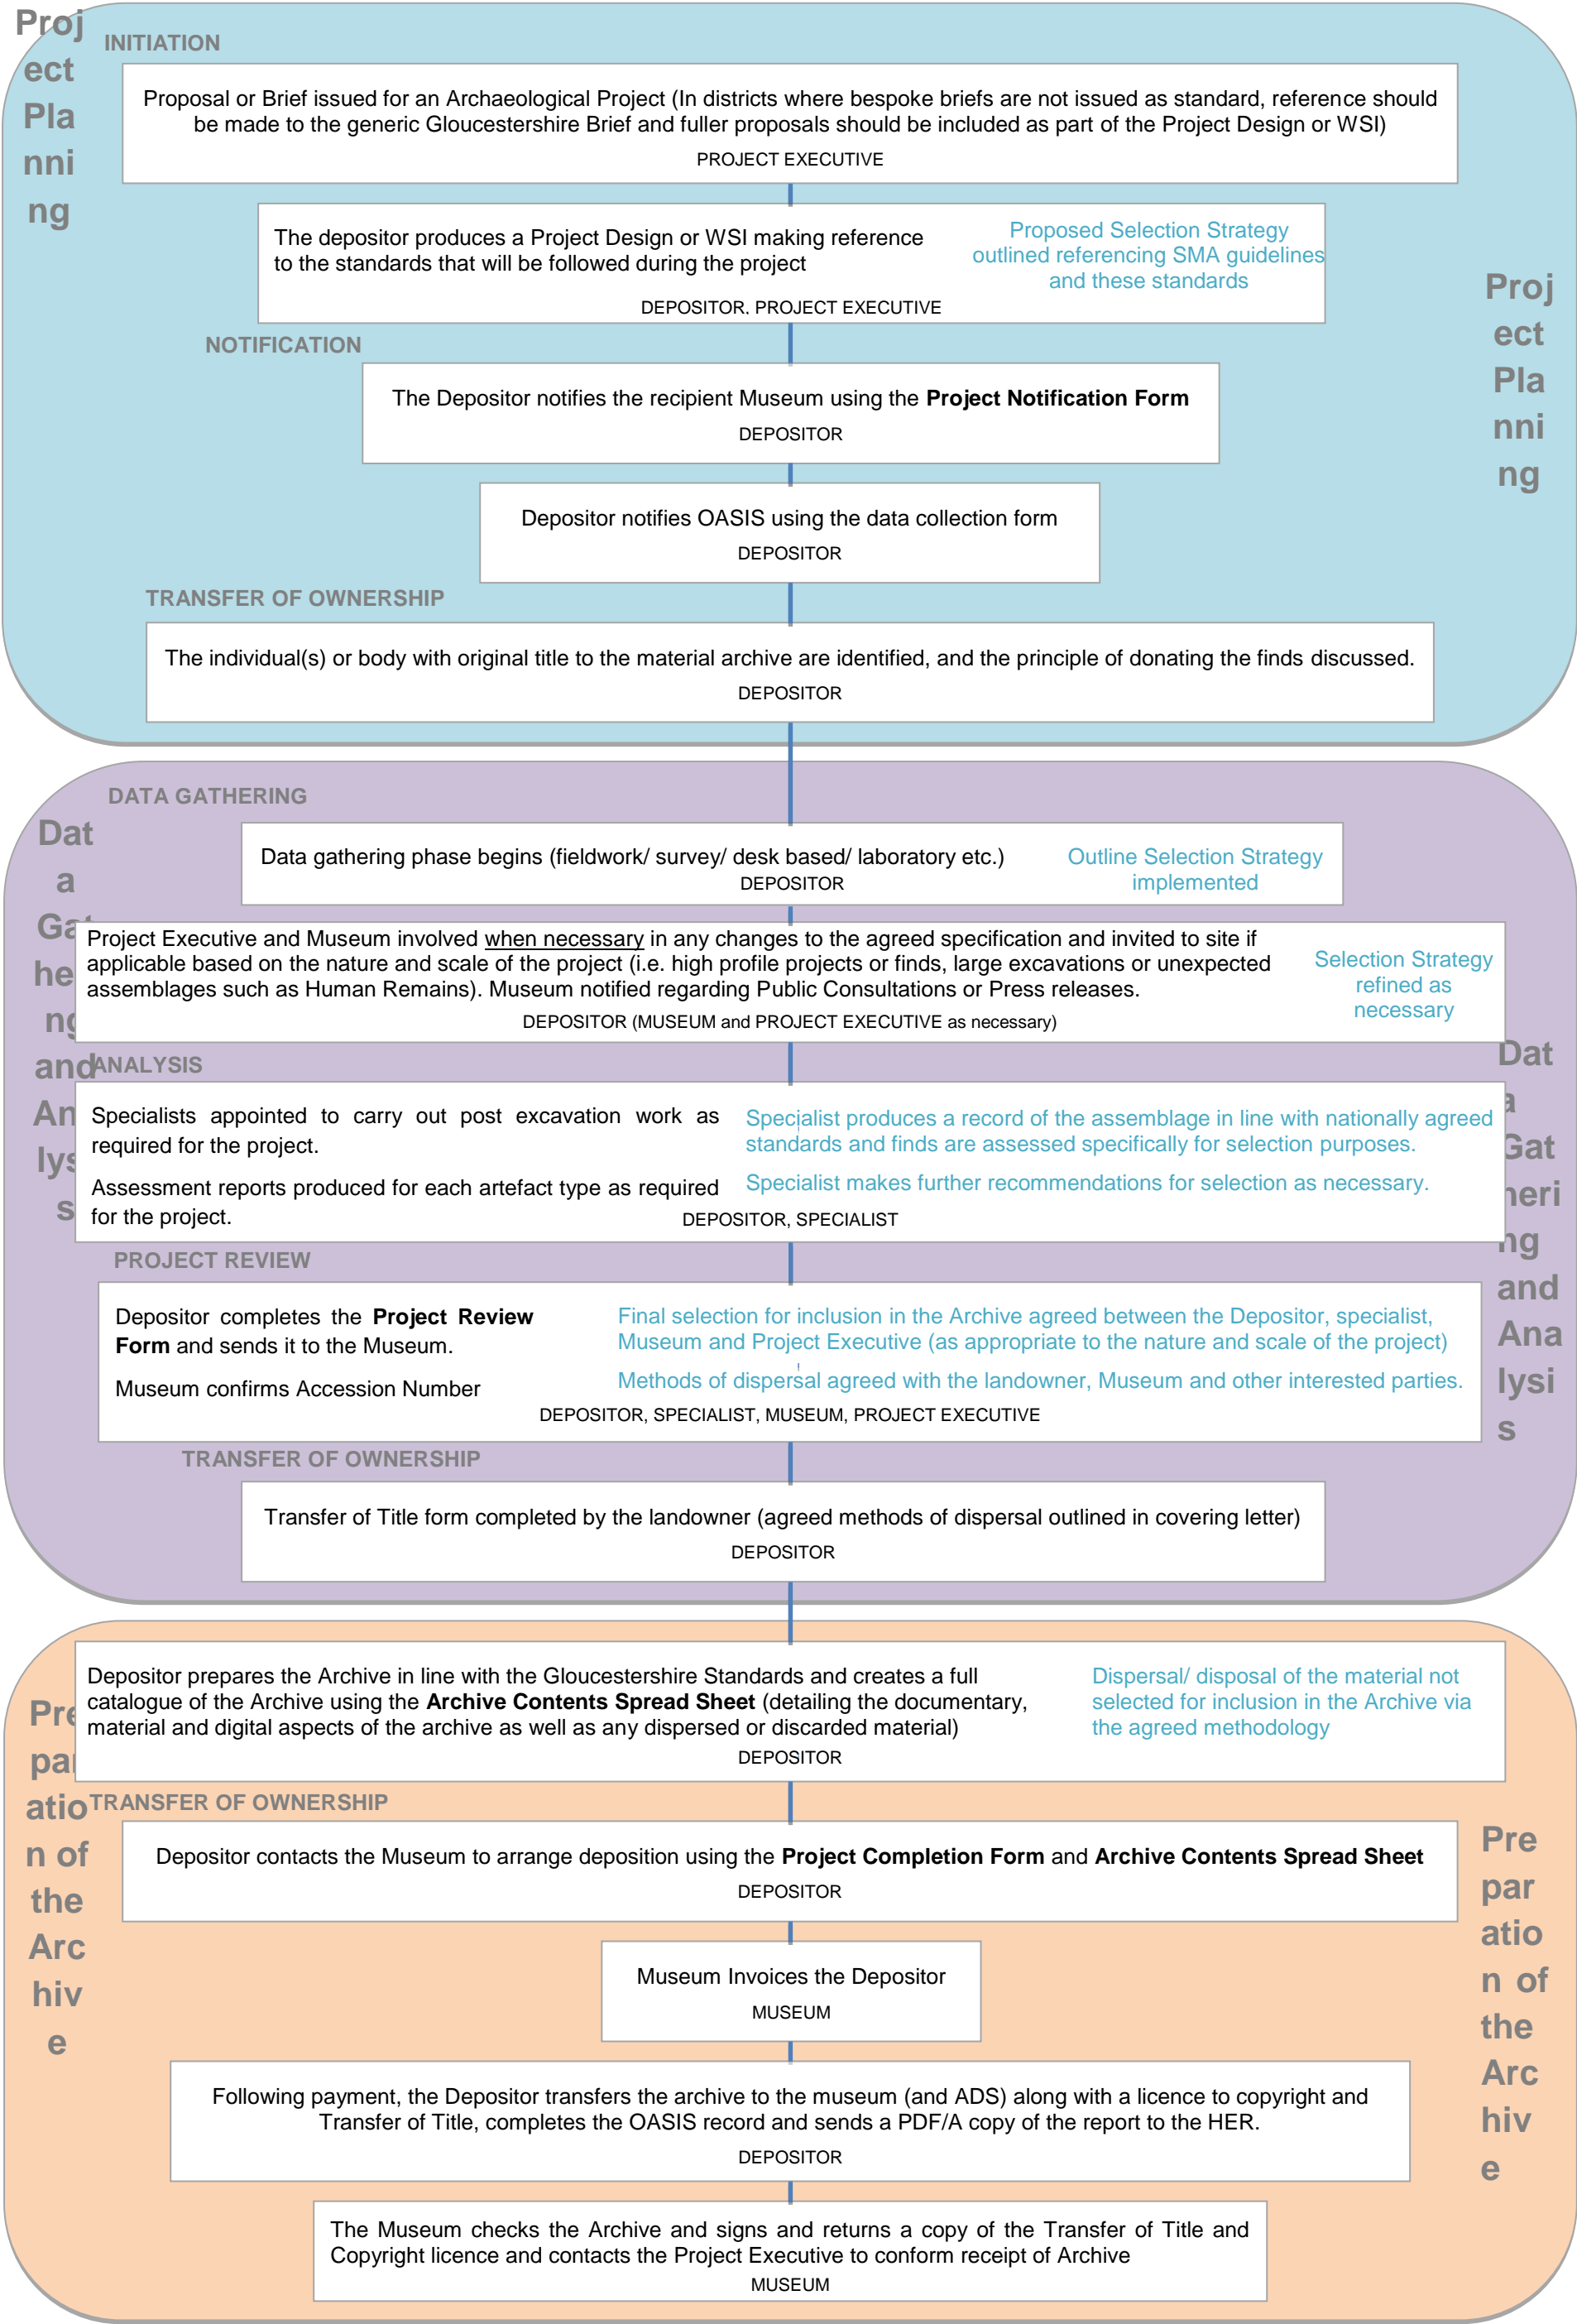 Proj
ect
Pla
nni
ng
INITIATION
Proposal or Brief issued for an Archaeological Project (In districts where bespoke briefs are not issued as standard, reference should
be made to the generic Gloucestershire Brief and fuller proposals should be included as part of the Project Design or WSI)
PROJECT EXECUTIVE
The depositor produces a Project Design or WSI making reference
to the standards that will be followed during the project
Proposed Selection Strategy
outlined referencing SMA guidelines
and these standards
DEPOSITOR. PROJECT EXECUTIVE
Proj
ect
Pla
nni
ng
NOTIFICATION
The Depositor notifies the recipient Museum using the Project Notification Form
DEPOSITOR
Depositor notifies OASIS using the data collection form
DEPOSITOR
TRANSFER OF OWNERSHIP
The individual(s) or body with original title to the material archive are identified, and the principle of donating the finds discussed.
DEPOSITOR
Dat
a
Gat
he
ng
and
An
lys
s
DATA GATHERING
Data gathering phase begins (fieldwork/ survey/ desk based/ laboratory etc.)
DEPOSITOR
Outline Selection Strategy
implemented
Project Executive and Museum involved when necessary in any changes to the agreed specification and invited to site if
applicable based on the nature and scale of the project (i.e. high profile projects or finds, large excavations or unexpected
assemblages such as Human Remains). Museum notified regarding Public Consultations or Press releases.
Selection Strategy
refined as
necessary
DEPOSITOR (MUSEUM and PROJECT EXECUTIVE as necessary)
ANALYSIS
Specialists appointed to carry out post excavation work as
required for the project.
Assessment reports produced for each artefact type as required
for the project.
Specialist produces a record of the assemblage in line with nationally agreed
standards and finds are assessed specifically for selection purposes.
Specialist makes further recommendations for selection as necessary.
DEPOSITOR, SPECIALIST
Dat
a
Gat
heri
ng
and
Ana
lysi
s
PROJECT REVIEW
Depositor completes the Project Review
Form and sends it to the Museum.
Museum confirms Accession Number
Final selection for inclusion in the Archive agreed between the Depositor, specialist,
Museum and Project Executive (as appropriate to the nature and scale of the project)
Methods of dispersal agreed with the landowner, Museum and other interested parties.
DEPOSITOR, SPECIALIST, MUSEUM, PROJECT EXECUTIVE
TRANSFER OF OWNERSHIP
Transfer of Title form completed by the landowner (agreed methods of dispersal outlined in covering letter)
DEPOSITOR
Pre
par
atio
n of
the
Arc
hiv
e
Depositor prepares the Archive in line with the Gloucestershire Standards and creates a full
catalogue of the Archive using the Archive Contents Spread Sheet (detailing the documentary,
material and digital aspects of the archive as well as any dispersed or discarded material)
DEPOSITOR
Dispersal/ disposal of the material not
selected for inclusion in the Archive via
the agreed methodology
TRANSFER OF OWNERSHIP
Depositor contacts the Museum to arrange deposition using the Project Completion Form and Archive Contents Spread Sheet
DEPOSITOR
Pre
par
atio
n of
the
Arc
hiv
e
Museum Invoices the Depositor
MUSEUM
Following payment, the Depositor transfers the archive to the museum (and ADS) along with a licence to copyright and
Transfer of Title, completes the OASIS record and sends a PDF/A copy of the report to the HER.
DEPOSITOR
The Museum checks the Archive and signs and returns a copy of the Transfer of Title and
Copyright licence and contacts the Project Executive to conform receipt of Archive
MUSEUM